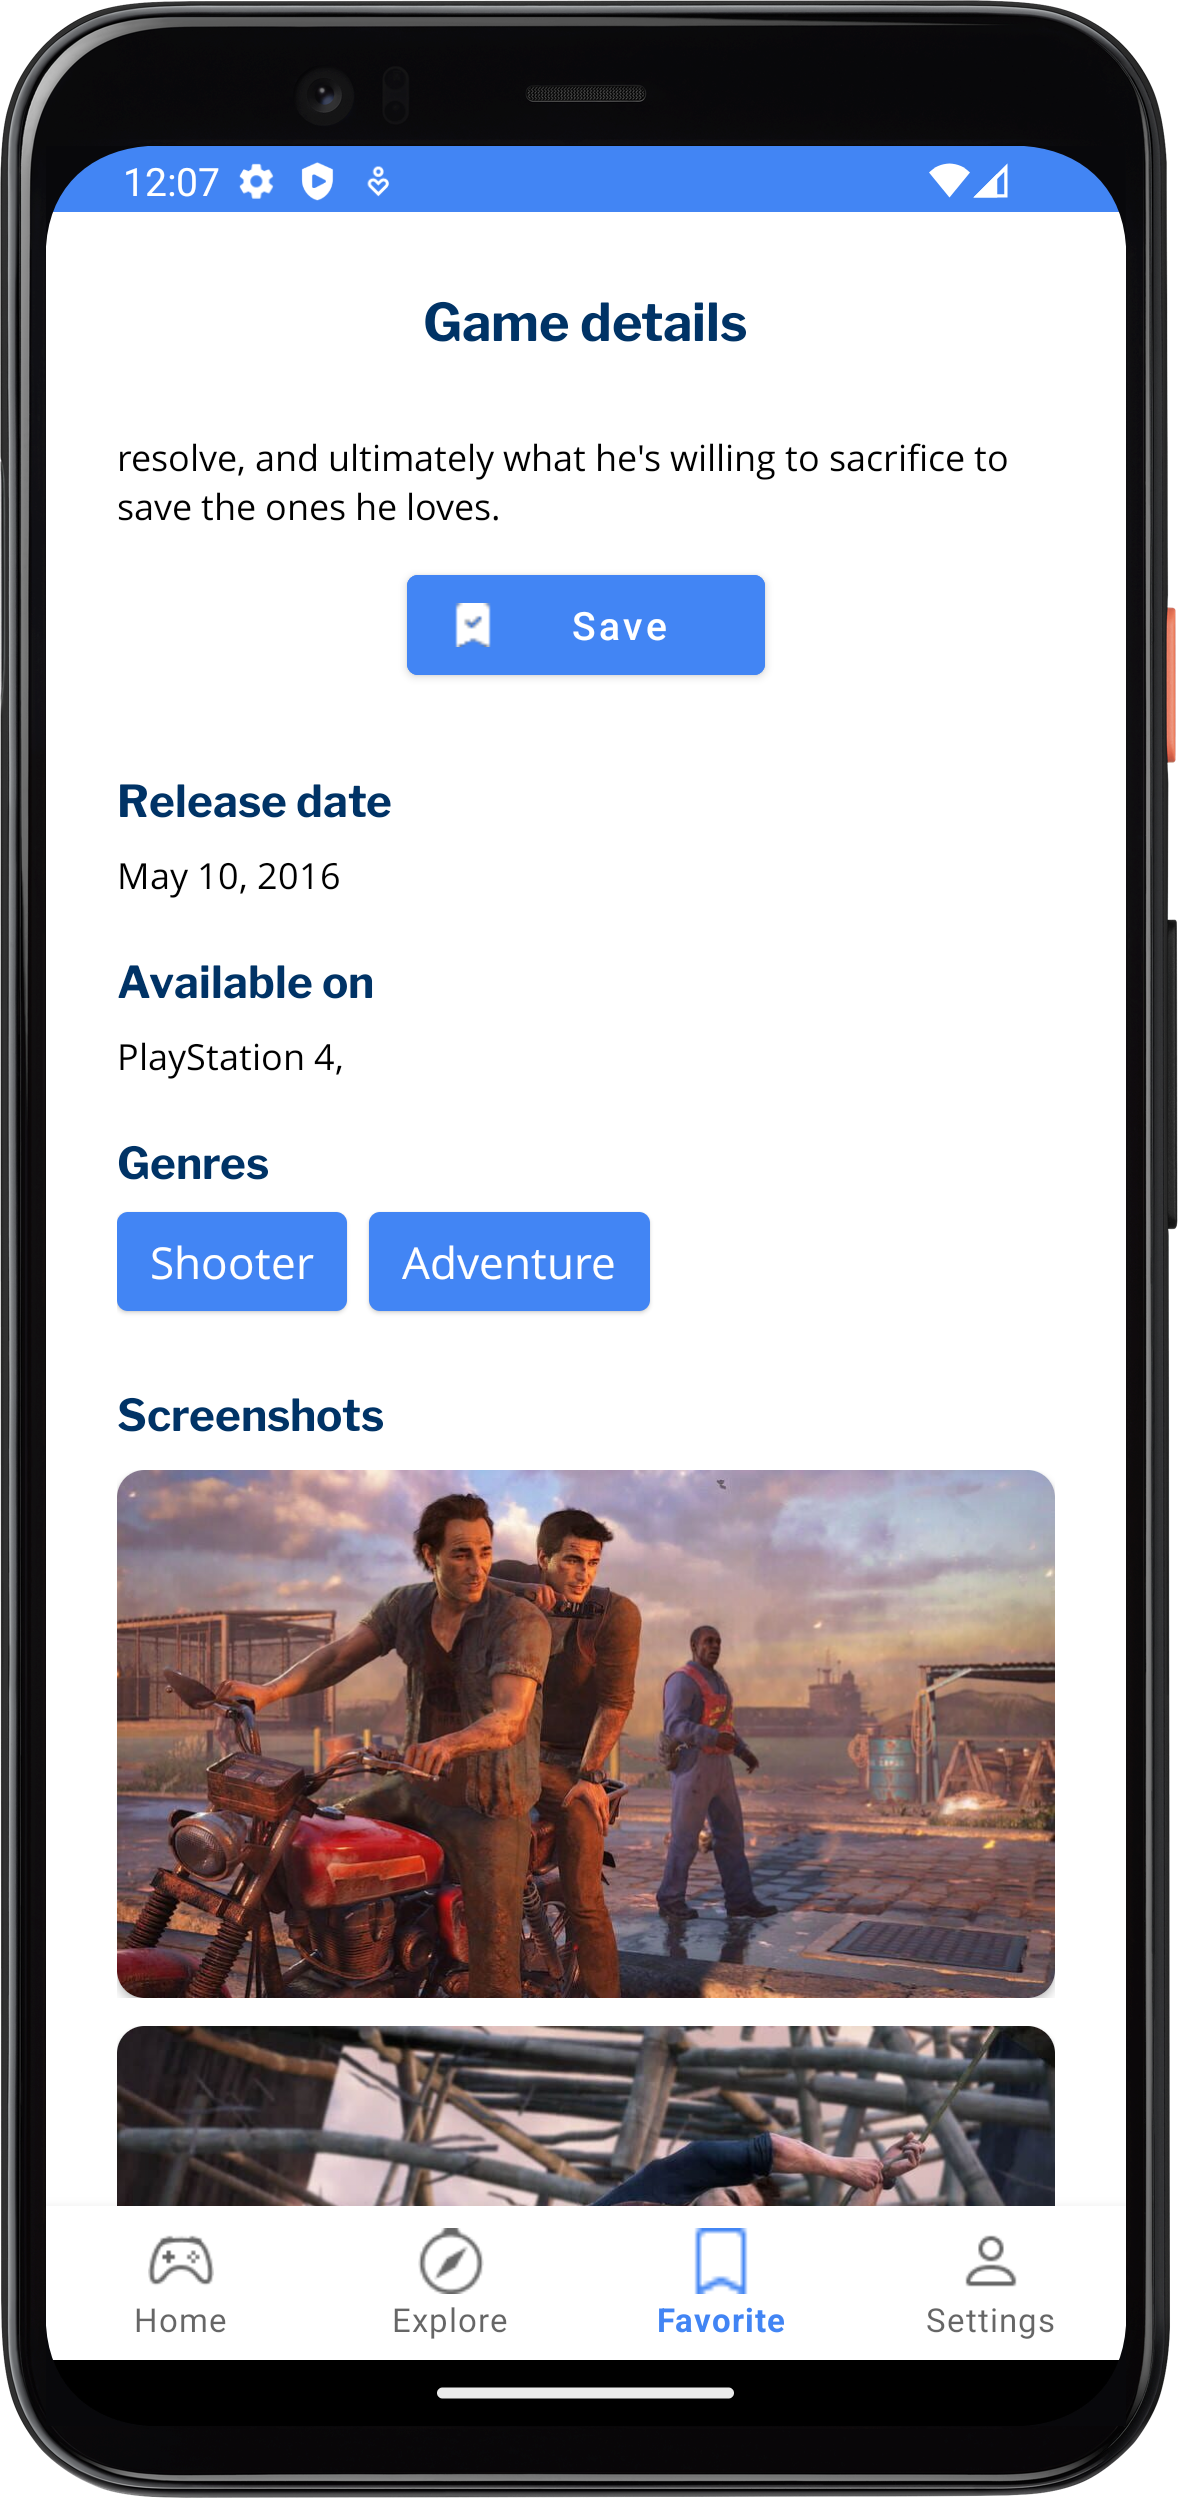 12:07
Game details
resolve, and ultimately what he's willing to sacrifice to
save the ones he loves.
Save
Release date
May 10, 2016
Available on
PlayStation 4,
Genres
Shooter Adventure
Screenshots
Home Explore Favorite Settings